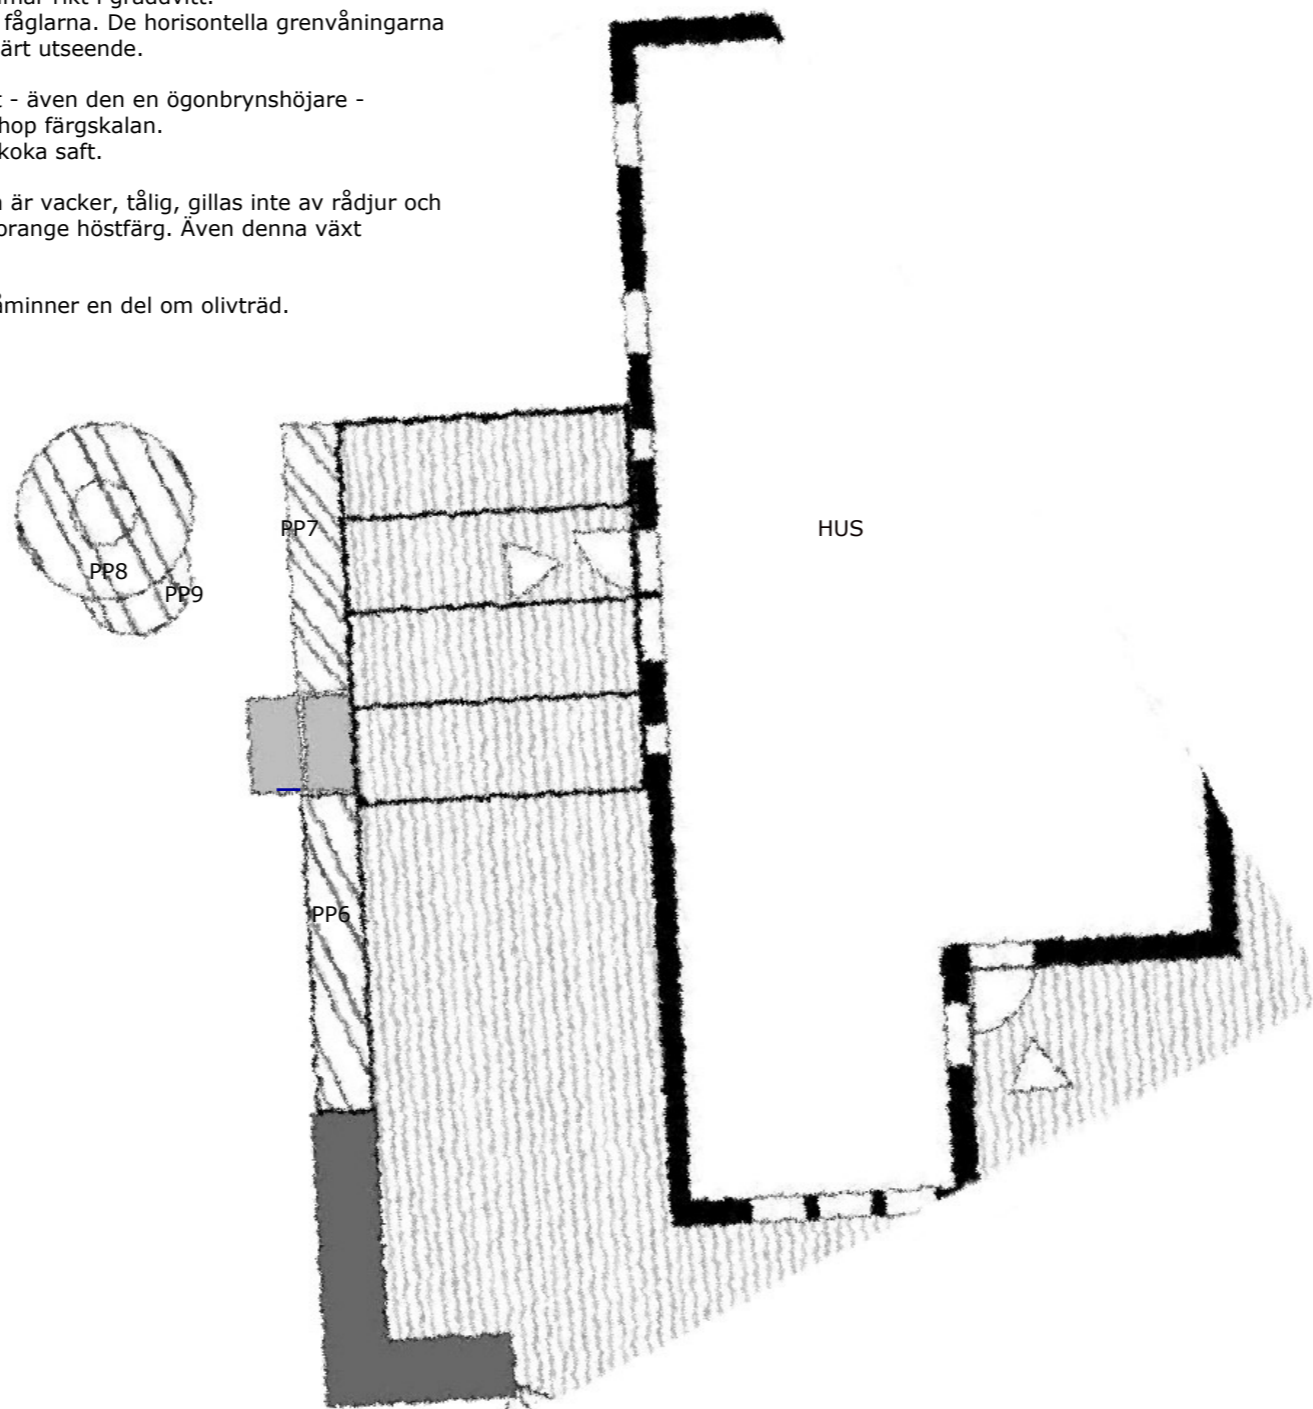 fåglarna. De horisontella grenvåningarna
ärt utseende.
- även den en ögonbrynshöjare -
hop färgskalan.
koka saft.
är vacker, tålig, gillas inte av rådjur och
orange höstfärg. Även denna växt
åminner en del om olivträd.
PP7
HUS
PP8
PP9
PP6